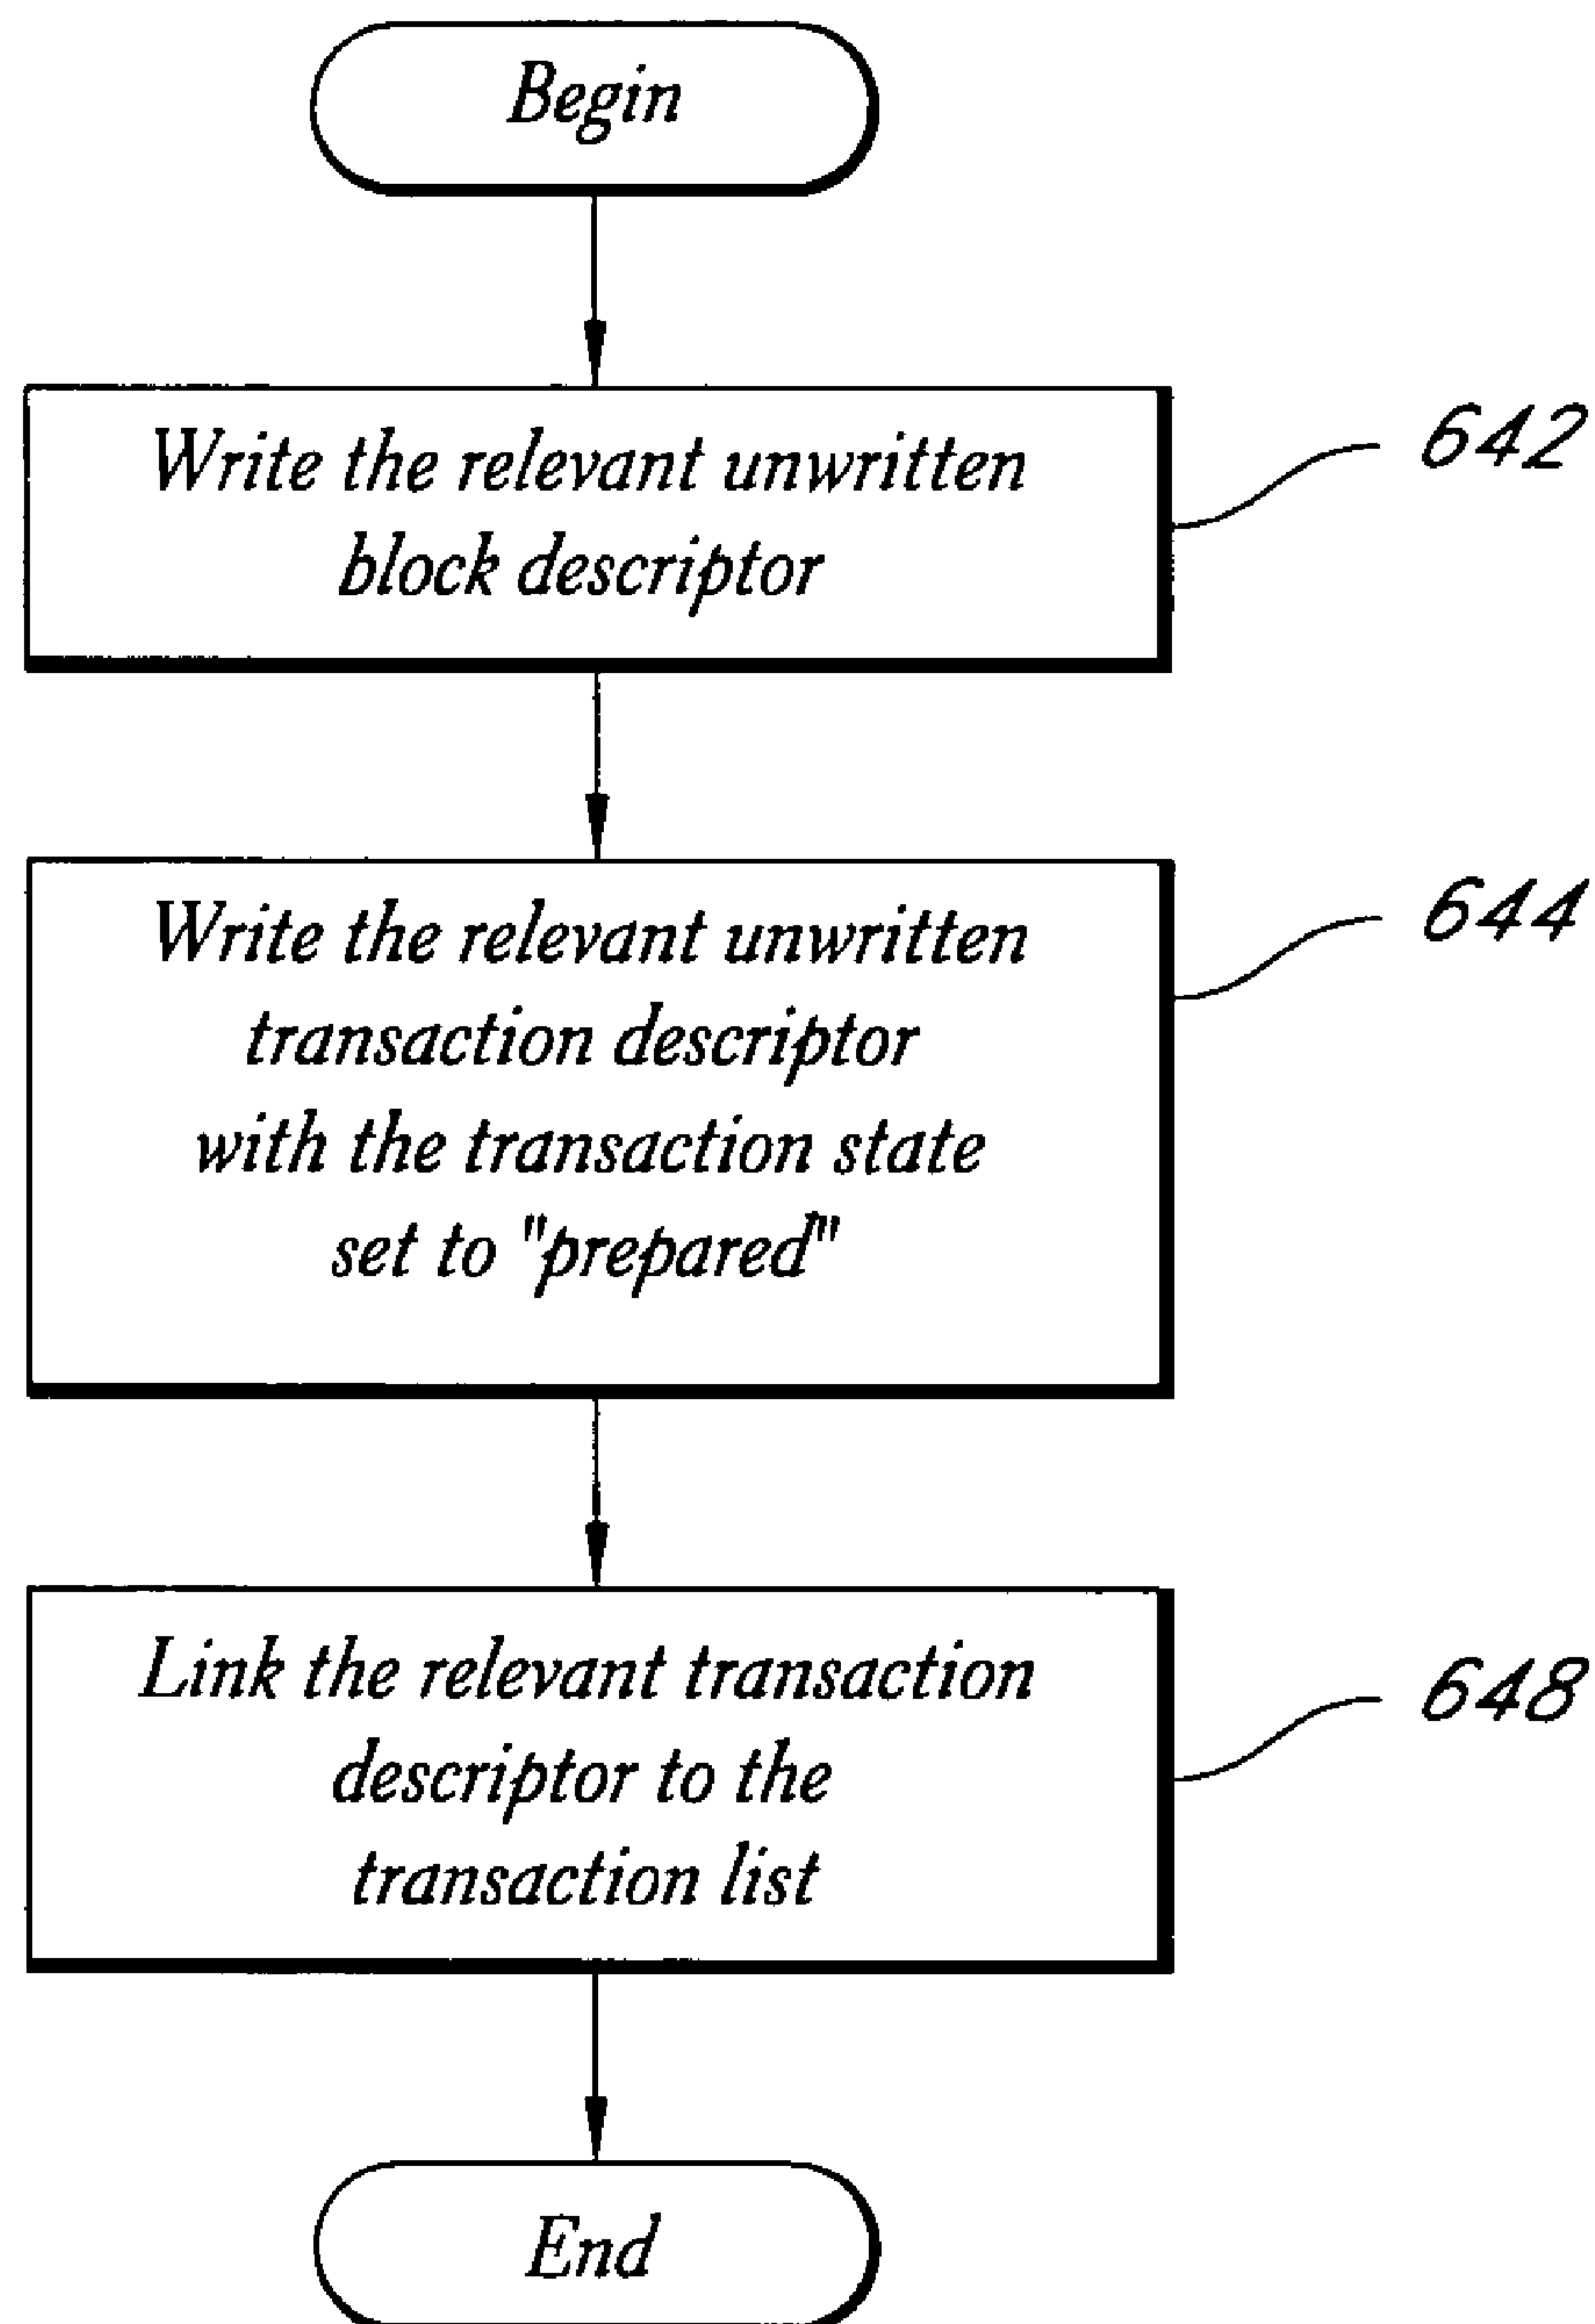 Begin
Write the relevant unwritten
block descriptor
642
Write the relevant unwritten
transaction descriptor
with the transaction state
set to "prepared"
644
Link the relevant transaction
descriptor to the
transaction list
648
End